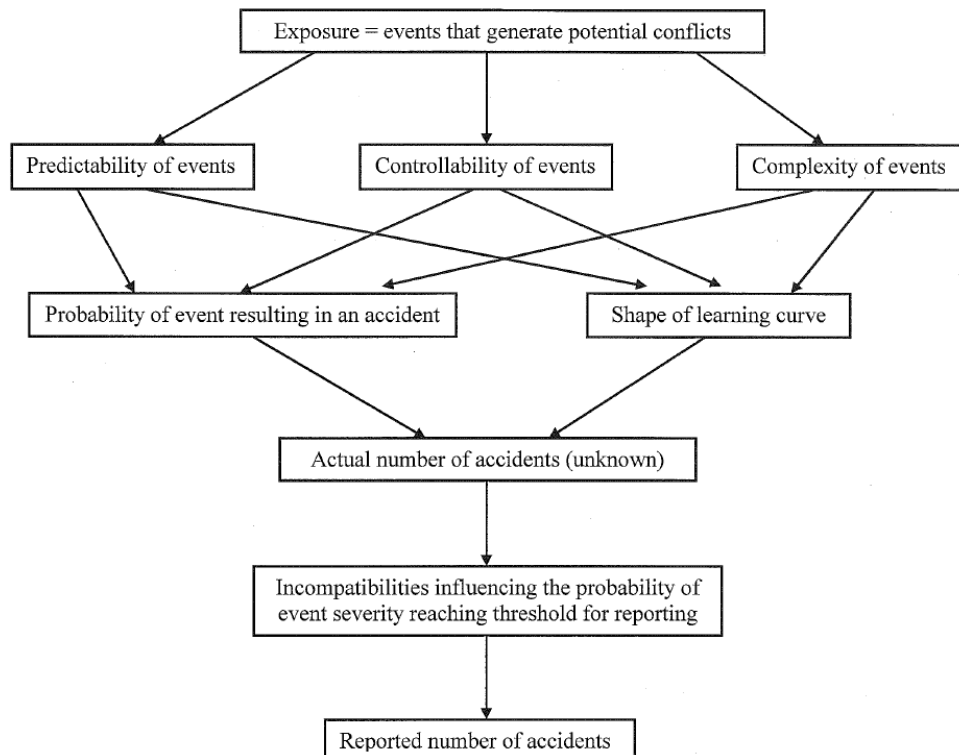 Exposure = events that generate potential conflicts
Predictability of events
Controllability of events
Complexity of events
Probability of event resulting in an accident
Shape of learning curve
Actual number of accidents (unknown)
Incompatibilities influencing the probability of
event severity reaching threshold for reporting
Reported number of accidents